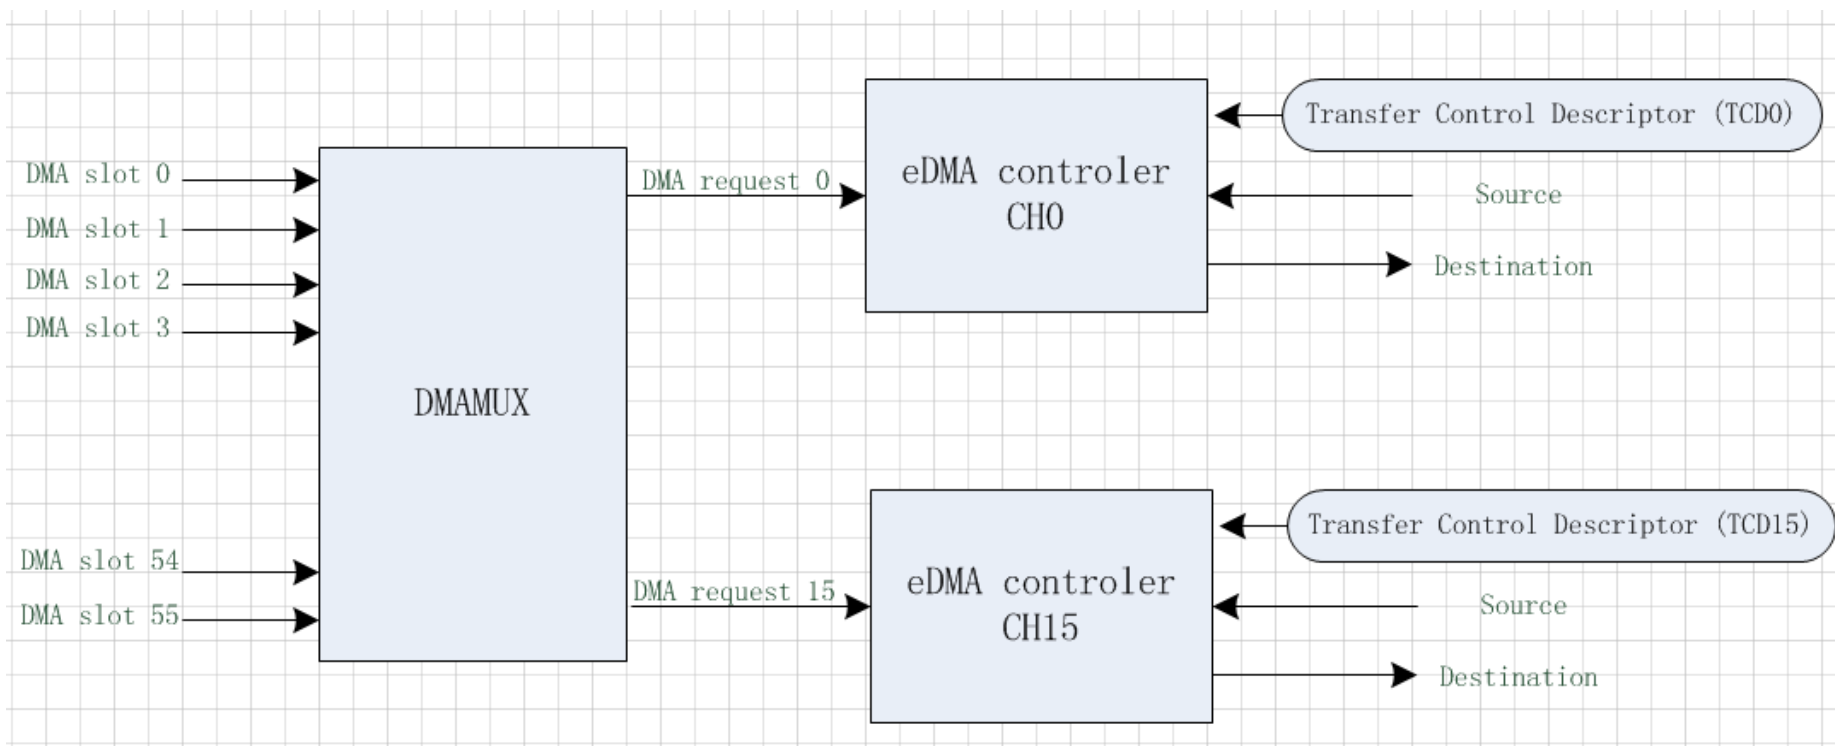 DMA slot 0
DMA slot 1
DMA slot 2
DMA slot 3
DMA slot 54
DMA slot 55
DMAMUX
DMA request 0
DMA request 15
eDMA controler
CH0
Transfer Control Descriptor (TCD0)
Source
Destination
eDMA controler
CH15
Transfer Control Descriptor (TCD15)
Source
Destination